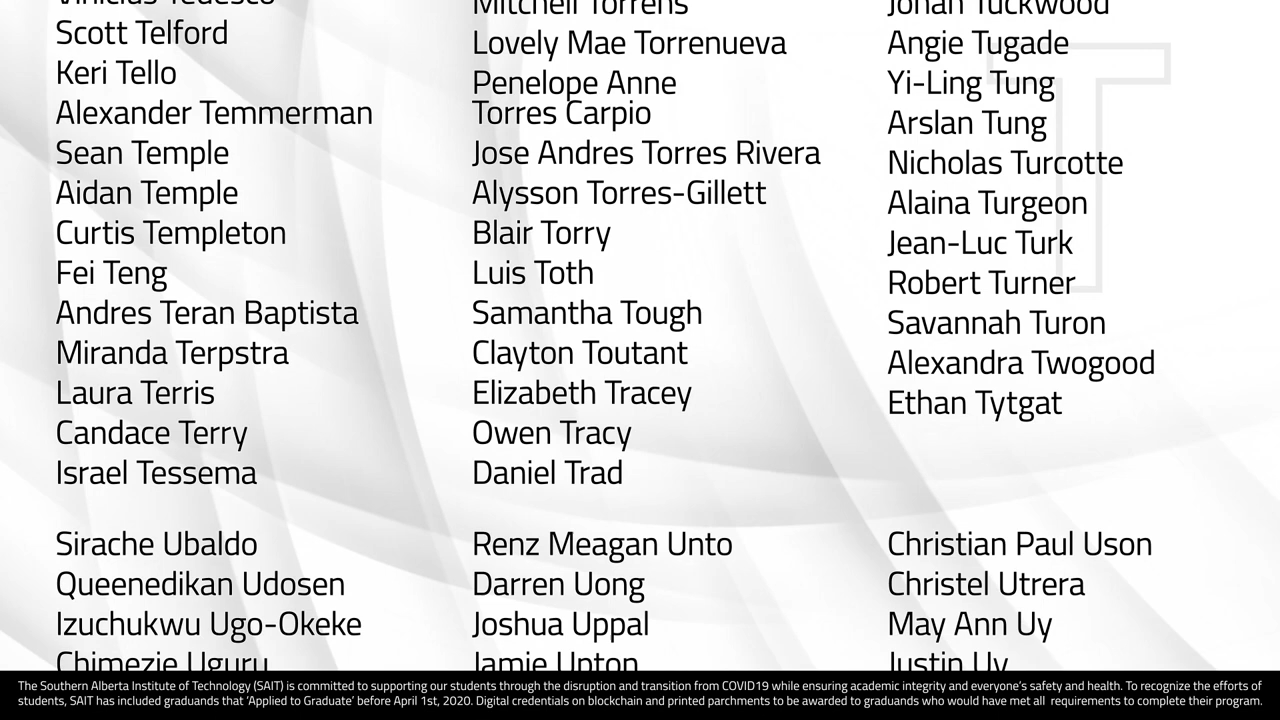 Vinicius Tedesco
Scott Telford
Keri Tello
Alexander Temmerman
Sean Temple
Aidan Temple
Curtis Templeton
Fei Teng
Andres Teran Baptista
Miranda Terpstra
Laura Terris
Candace Terry
Israel Tessema
Mitchell Torrens
Lovely Mae Torrenueva
Penelope Anne
Torres Carpio
Jose Andres Torres Rivera
Alysson Torres-Gillett
Blair Torry
Luis Toth
Samantha Tough
Clayton Toutant
Elizabeth Tracey
Owen Tracy
Daniel Trad
Tuckwood
Angie Tugade
Yi-Ling Tung
Arslan Tung
Nicholas Turcotte
Alaina Turgeon
Jean-Luc Turk
Robert Turner
Savannah Turon
Alexandra Twogood
Ethan Tytgat
T
Sirache Ubaldo
Queenedikan Udosen
Izuchukwu Ugo-Okeke
Chimezie Uguru
Renz Meagan Unto
Darren Uong
Joshua Uppal
Jamie Upton
Christian Paul Uson
Christel Utrera
May Ann Uy
Justin Uy
The Southern Alberta Institute of Technology (SAIT) is committed to supporting our students through the disruption and transition from COVID19 while ensuring academic integrity and everyone's safety and health. To recognize the efforts of
students, SAIT has included graduands that 'Applied to Graduate' before April 1st, 2020. Digital credentials on blockchain and printed parchments to be awarded to graduands who would have met all requirements to complete their program.